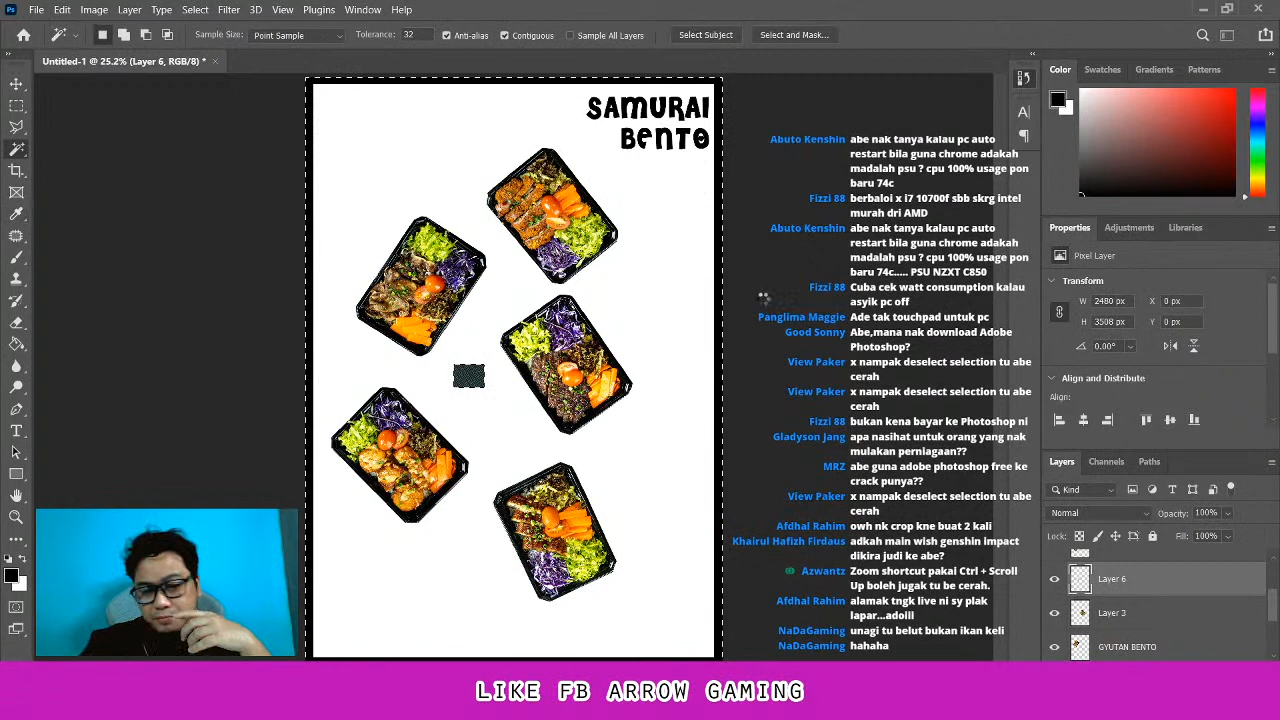 File Edit Image Layer Type Select Filter 3D View Plugins Window Help
Sample Size: Point Sample Tolerance: 32 Anti-alias Contiguous Sample All Layers Select Subject Select and Mask...
Untitled-1 @ 25.2% (Layer 6, RGB/8) *
SAMURAI
BENTO
Abuto Kenshin abe nak tanya kalau pc auto
restart bila guna chrome adakah
madalah psu ? cpu 100% usage pon
baru 74c
Fizzi 88 berbaloi x i7 10700f sbb skrg intel
murah dri AMD
Abuto Kenshin abe nak tanya kalau pc auto
restart bila guna chrome adakah
madalah psu ? cpu 100% usage pon
baru 74c..... PSU NZXT C850
Fizzi 88 Cuba cek watt consumption kalau
asyik pc off
Panglima Maggie Ade tak touchpad untuk pc
Good Sonny Abe,mana nak download Adobe
Photoshop?
View Paker x nampak deselect selection tu abe
cerah
View Paker x nampak deselect selection tu abe
cerah
Fizzi 88 bukan kena bayar ke Photoshop ni
Gladyson Jang apa nasihat untuk orang yang nak
mulakan perniagaan??
MRZ abe guna adobe photoshop free ke
crack punya??
View Paker x nampak deselect selection tu abe
cerah
Afdhal Rahim owh nk crop kne buat 2 kali
Khairul Hafizh Firdaus adkah main wish genshin impact
dikira judi ke abe?
Azwantz Zoom shortcut pakai Ctrl + Scroll
Up boleh jugak tu be cerah.
Afdhal Rahim alamak tngk live ni sy plak
lapar...adoiii
NaDaGaming unagi tu belut bukan ikan keli
NaDaGaming hahaha
Color Swatches Gradients Patterns
Properties Adjustments Libraries
Pixel Layer
Transform
W 2480 px X 0 px
H 3508 px Y 0 px
0.00°
Align and Distribute
Align:
Layers Channels Paths
Kind
Normal Opacity: 100%
Lock: Fill: 100%
Layer 6
Layer 3
GYUTAN BENTO
LIKE FB ARROW GAMING